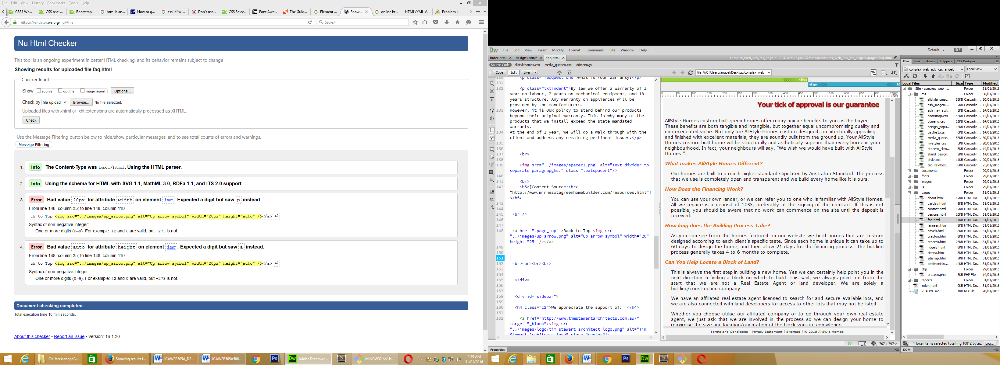 File Edit View History Bookmarks Tools Help
CSS3 We... CSS text-... Bootstrap... html blan... How to g... css id^= ... Don't use... CSS Selec... Font Awe... The Guid... Element ... Show... online ht... HTML/XML V... Problem l...
https://validator.w3.org/nu/#file
Search
Nu Html Checker
This tool is an ongoing experiment in better HTML checking, and its behavior remains subject to change
Showing results for uploaded file faq.html
Checker Input
Show source outline image report Options...
Check by file upload Browse... No file selected.
Uploaded files with xhtml or .xht extensions are automatically processed as XHTML.
Check
Use the Message Filtering button below to hide/show particular messages, and to see total counts of errors and warnings.
Message Filtering
1. Info The Content-Type was text/html. Using the HTML parser.
2. Info Using the schema for HTML with SVG 1.1, MathML 3.0, RDFa 1.1, and ITS 2.0 support.
3. Error Bad value 20px for attribute width on element img: Expected a digit but saw p instead.
From line 148, column 35; to line 148, column 119
ck to Top <img src="../images/up_arrow.png" alt="Up arrow symbol" width="20px" height="auto" /></a> ↩
Syntax of non-negative integer:
One or more digits (0–9). For example: 42 and 0 are valid, but -273 is not.
4. Error Bad value auto for attribute height on element img: Expected a digit but saw a instead.
From line 148, column 35; to line 148, column 119
ck to Top <img src="../images/up_arrow.png" alt="Up arrow symbol" width="20px" height="auto" /></a> ↩
Syntax of non-negative integer:
One or more digits (0–9). For example: 42 and 0 are valid, but -273 is not.
Document checking completed.
Total execution time 10 milliseconds.
About this checker • Report an issue • Version: 16.1.30
C:\Users\angpal\... Showing results f... ICAWEB505A_DR... ICAWEB505A506... Ps Dw Adobe Dreamwe... MINGW32:/c/Us...
2:59 AM
31/01/2016
Dw File Edit View Insert Modify Format Commands Site Window Help
Default
index.html designs.html* faq.html
complex_web_adv_css_angelo - C:\Users\angpal\Desktop\complex_web_adv_css_angelo\pages\faq.html
Source Code allstylehomes.css media_queries.css ddmenu.js
Code Split Live
file:///C|/Users/angpal/Desktop/complex_web_
130 <p class="faqquestions">What is Your Warranty?</p>
131
132 <p class="txtindent">By law we offer a warranty of 1
year on labour, 2 years on mechanical equipment, and 10
years structure. Any warranty on appliances will be
provided by the manufacturers.
133 However, it is OUR policy to stand behind our products
beyond their original warranty. This is why many of the
products that we install exceed the state mandated
warranty.
134 At the end of 1 year, we will do a walk through with the
client and address any remaining pertinent issues.</p>
135
136
137 <br>
138
139 <img src="../images/spacer1.png" alt="Text divider to
separate paragrapghs." class="textspacer1"/>
140
141 <br>
142 <h5>[Content Source:<br>
"http://www.minnesotagreenhomebuilder.com/resources.html"]
</h5>
143
144
145 <br />
146
147
148 <a href="#page_top" >Back to Top <img src=
"../images/up_arrow.png" alt="Up arrow symbol" width="20"
height="25" /></a>
149
150
151
152 <br><br><br><br>
153
154
155 </div>
156
157
158 <div id="sidebar">
159
160 <h4 class="c2">We appreciate the support of: </h4>
161
162 <a href="http://www.timstewartarchitects.com.au/"
target="_blank"><img src=
"../images/logo/tim_stewart_architect_logo.png" alt="Tim
Stewart Architects logo" class="center"/>
480px
481px
80
0 50 100 150 200 250 300 350 400 450 500 550 600 650 700
Your tick of approval is our guarantee
AllStyle Homes custom built green homes offer many unique benefits to you as the buyer.
These benefits are both tangible and intangible, but together equal uncompromising quality and
unprecedented value. Not only are AllStyle Homes custom designed, architecturally appealing
and finished with excellent materials, they are soundly built from the ground up. Your AllStyle
Homes custom built home will be structurally and asthetically superior than every home in your
neighbourhood. In fact, your neighbours will say, "We wish we would have built with AllStyle
Homes!"
What makes AllStyle Homes Different?
Our homes are built to a much higher standard stipulated by Australian Standard. The process
that we use is completely open and transparent and we build every home like it is ours.
How Does the Financing Work?
You can use your own lender, or we can refer you to one who is familiar with AllStyle Homes.
All we require is a deposit of 10%, preferably at the signing of the contract. If this is not
possible, you should be aware that no work can commence on the site until the deposit is
received.
How long does the Building Process Take?
As you can see from the homes featured on our website we build homes that are custom
designed according to each client's specific taste. Since each home is unique it can take up to
60 days to design the home, and then allow 21 days for the financing process. The building
process generally takes 4 to 6 months to complete.
Can You Help Locate a Block of Land?
This is always the first step in building a new home. Yes we can certainly help point you in the
right direction in finding a block on which to build. This said, we always point out from the
start that we are not a Real Estate Agent or land developer. We are solely a
building/construction company.
We have an affiliated real estate agent licensed to search for and secure available lots, and
we are also connected with land developers for access to other lots that may not be listed.
Whether you choose utilise our affiliated company or to go through your own real estate
agent, we just ask that we are involved in the process so we can design your home to
maximise the size and location/orientation of the block you are considering.
Terms and Conditions | Privacy Statement | Sitemap | © 2015 AllStyle Homes
767 x 797
Properties
Files Insert Assets Snippets CSS Designer
complex_web_adv_css_angelo Local view
Local Files Size Type Modified
Site - complex_web_... Folder 31/01/2016
css Folder 30/01/2016
allstylehomes... 33KB Cascadin... 30/01/2016
ash_imagem... 2KB Cascadin... 14/01/2016
ash_nav_styl... 3KB Cascadin... 14/01/2016
bootstrap.css 145KB Cascadin... 14/01/2016
ddmenu.css 11KB Cascadin... 14/01/2016
deisign_popu... 13KB Cascadin... 14/01/2016
gistfile1.css 6KB Cascadin... 14/01/2016
media_querie... 56KB Cascadin... 30/01/2016
mystyles.css 3KB Cascadin... 20/01/2016
process_slids... 8KB Cascadin... 14/01/2016
stand_design... 2KB Cascadin... 14/01/2016
style.css 11KB Cascadin... 20/01/2016
tab_textbox.... 8KB Cascadin... 23/01/2016
documents Folder 29/01/2016
fonts Folder 29/01/2016
images Folder 29/01/2016
js Folder 29/01/2016
pages Folder 31/01/2016
about.html 12KB HTML Do... 31/01/2016
barclay.html 8KB HTML Do... 31/01/2016
contact.html 12KB HTML Do... 31/01/2016
designs.html 10KB HTML Do... 31/01/2016
faq.html 11KB HTML Do... 31/01/2016
jannsen.html 8KB HTML Do... 31/01/2016
novelli.html 8KB HTML Do... 31/01/2016
preston.html 8KB HTML Do... 31/01/2016
process.html 25KB HTML Do... 31/01/2016
ridgely.html 8KB HTML Do... 31/01/2016
sienna.html 8KB HTML Do... 31/01/2016
sitemap.html 7KB HTML Do... 31/01/2016
testimonials.... 14KB HTML Do... 31/01/2016
php Folder 29/01/2016
process.php 3KB PHP File 14/01/2016
reports Folder 31/01/2016
index.html 9KB HTML Do... 31/01/2016
README.md 1KB MD File 20/01/2016
1 local items selected totalling 10812 bytes. Log...
DOM
Ps Dw